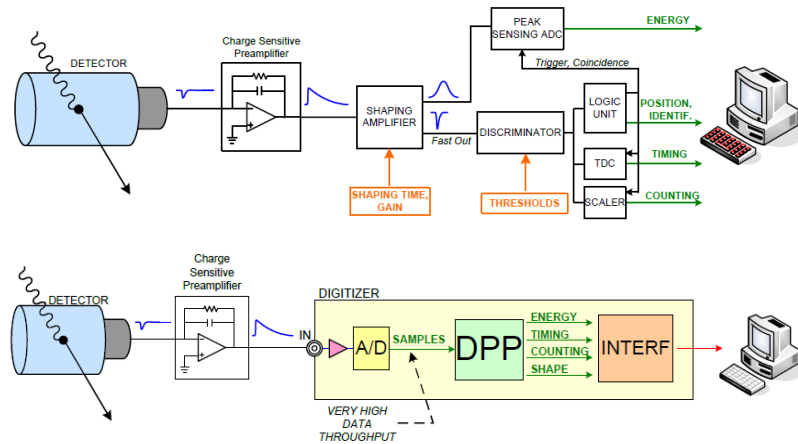 DETECTOR
Charge Sensitive
Preamplifier
SHAPING
AMPLIFIER
Fast Out
SHAPING TIME,
GAIN
PEAK
SENSING ADC
ENERGY
Trigger, Coincidence
DISCRIMINATOR
THRESHOLDS
LOGIC
UNIT
POSITION,
IDENTIF.
TDC
TIMING
SCALER
COUNTING
DETECTOR
Charge
Sensitive
Preamplifier
DIGITIZER
IN
A/D
SAMPLES
DPP
ENERGY
TIMING
COUNTING
SHAPE
INTERF
VERY HIGH
DATA
THROUGHPUT